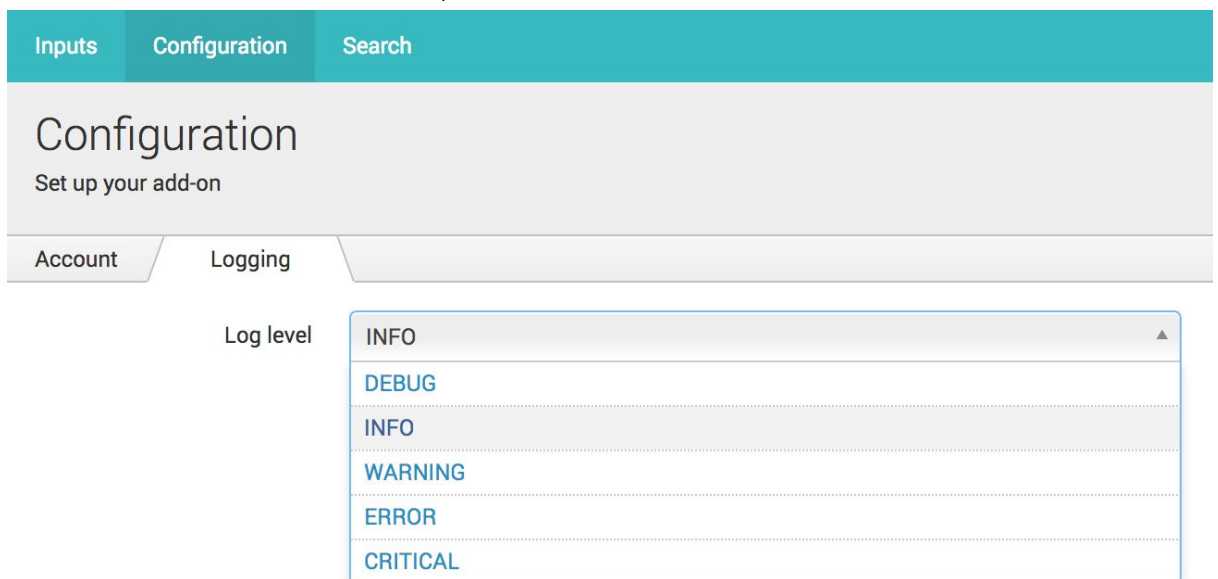 Inputs Configuration Search
Configuration
Set up your add-on
Account Logging
Log level INFO
DEBUG
INFO
WARNING
ERROR
CRITICAL